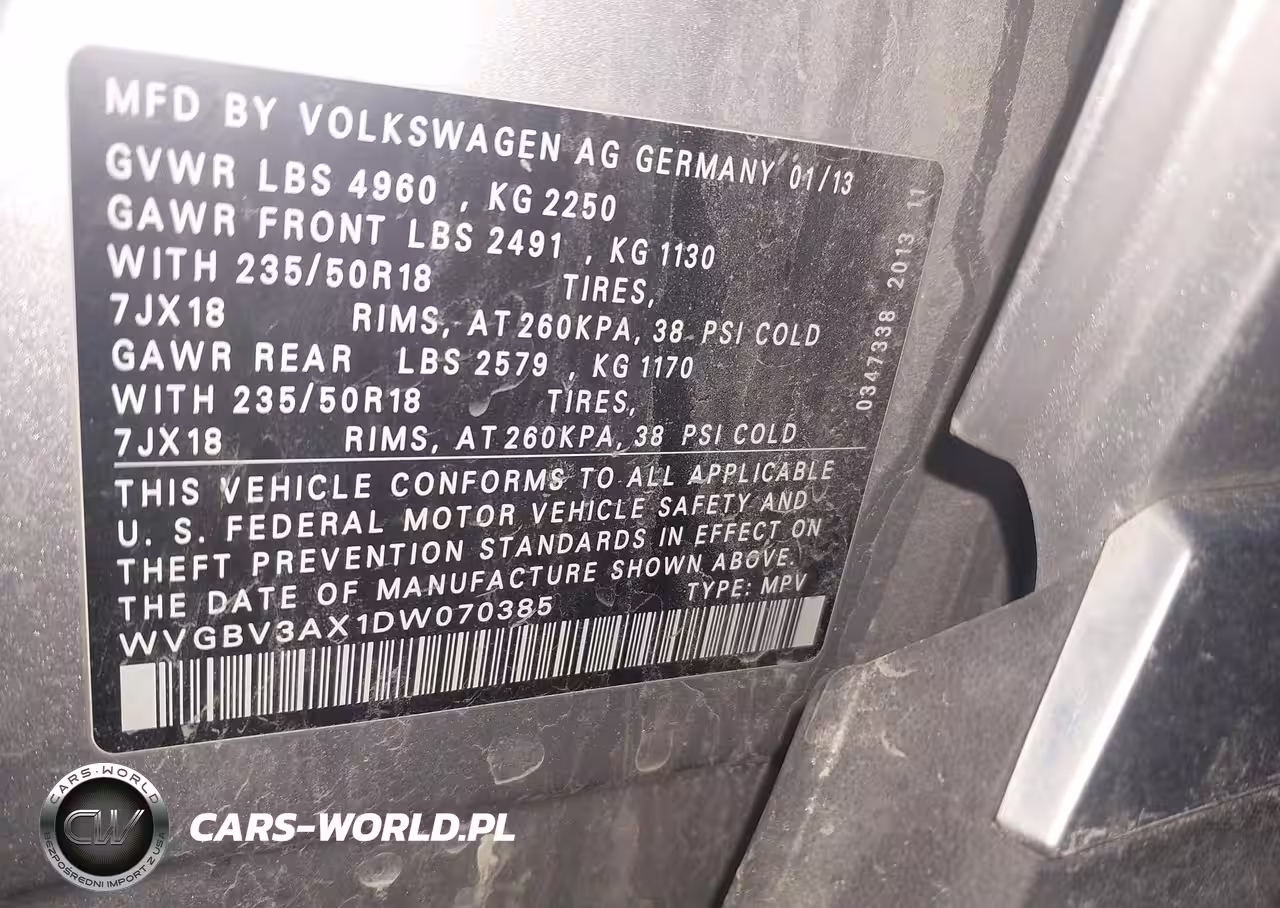 MFD BY VOLKSWAGEN AG GERMANY 01/13
GVWR LBS 4960 , KG 2250
GAWR FRONT LBS 2491 , KG 1130
WITH 235/50R18 TIRES,
7JX18 RIMS, AT 260KPA, 38 PSI COLD
GAWR REAR LBS 2579 , KG 1170
WITH 235/50R18 TIRES,
7JX18 RIMS, AT 260KPA, 38 PSI COLD
THIS VEHICLE CONFORMS TO ALL APPLICABLE
U. S. FEDERAL MOTOR VEHICLE SAFETY AND
THEFT PREVENTION STANDARDS IN EFFECT ON
THE DATE OF MANUFACTURE SHOWN ABOVE.
WVGBV3AX1DW070385 TYPE: MPV
0347338 2013 11
CARS-WORLD
CW
BEZPOŚREDNI IMPORT Z USA
CARS-WORLD.PL